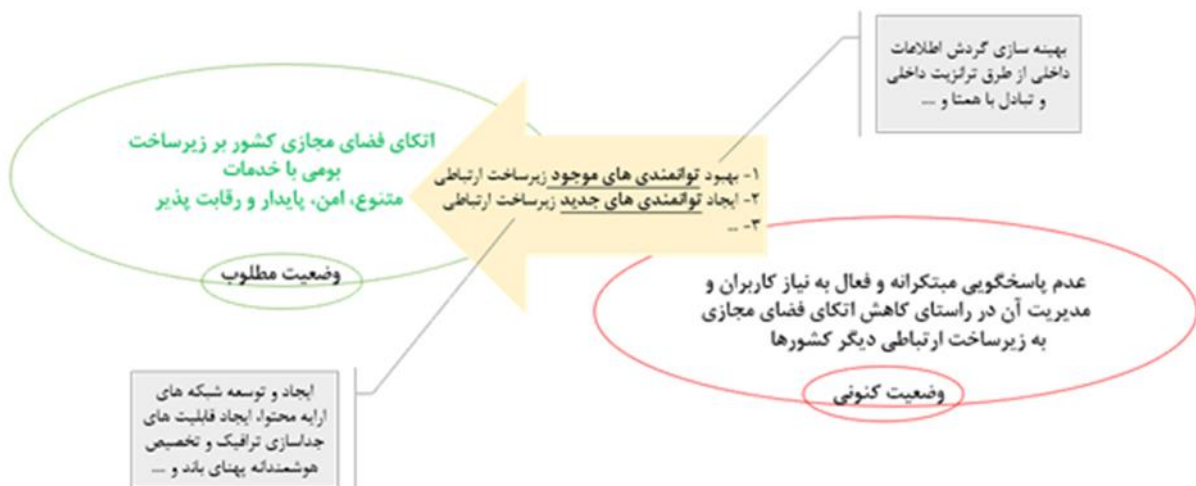 بهینه سازی گردش اطلاعات
داخلی از طرق ترانزیت داخلی
و تبادل با همتا و ...
۱- بهبود توانمندی های موجود زیرساخت ارتباطی
۲- ایجاد توانمندی های جدید زیرساخت ارتباطی
۳- ...
اتکای فضای مجازی کشور بر زیرساخت
بومی با خدمات
متنوع، امن، پایدار و رقابت پذیر
وضعیت مطلوب
عدم پاسخگویی مبتکرانه و فعال به نیاز کاربران و
مدیریت آن در راستای کاهش اتکای فضای مجازی
به زیرساخت ارتباطی دیگر کشورها
وضعیت کنونی
ایجاد و توسعه شبکه های
ارایه محتوا، ایجاد قابلیت های
جداسازی ترافیک و تخصیص
هوشمندانه پهنای باند و ...